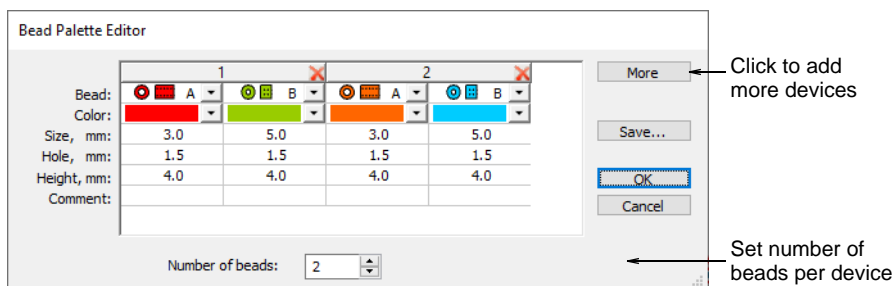 Bead Palette Editor
1 2
More
Click to add
more devices
Bead: A B A B
Color:
Size, mm: 3.0 5.0 3.0 5.0
Save...
Hole, mm: 1.5 1.5 1.5 1.5
Height, mm: 4.0 4.0 4.0 4.0
OK
Comment:
Cancel
Number of beads: 2
Set number of
beads per device